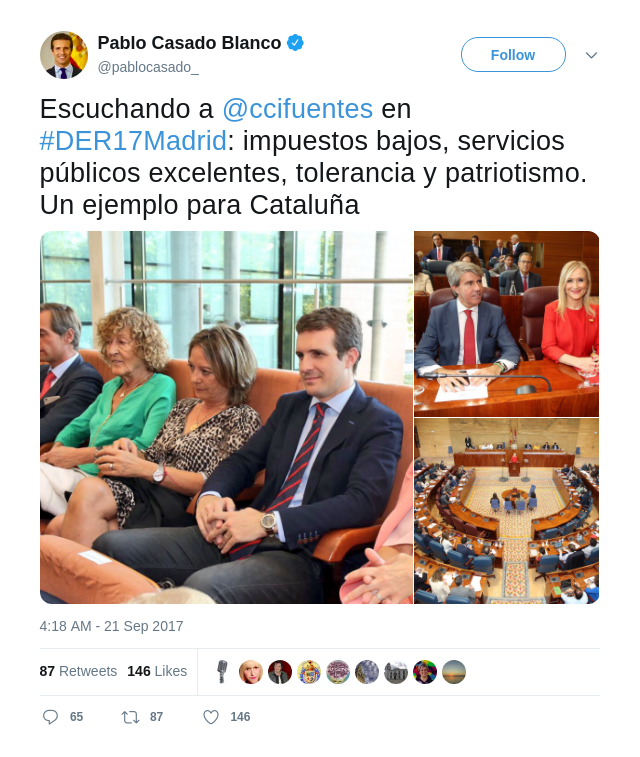 Pablo Casado Blanco
@pablocasado_
Follow
Escuchando a @ccifuentes en
#DER17Madrid: impuestos bajos, servicios
públicos excelentes, tolerancia y patriotismo.
Un ejemplo para Cataluña
4:18 AM - 21 Sep 2017
87 Retweets 146 Likes
65 87 146